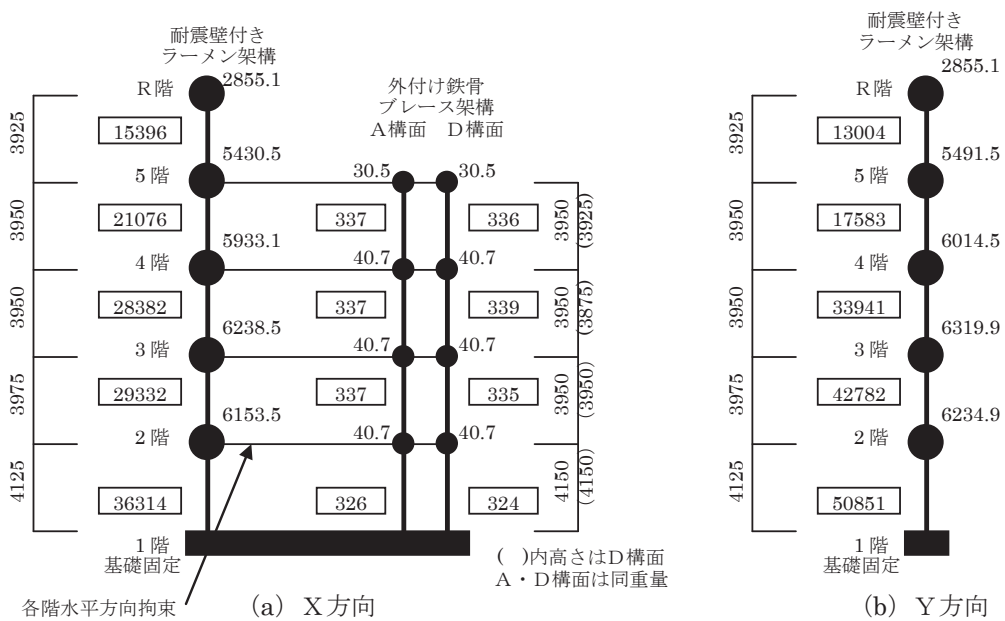 耐震壁付き
ラーメン架構
R階
2855.1
3925
15396
5430.5
5階
3950
21076
5933.1
4階
3950
28382
6238.5
3階
3975
29332
6153.5
2階
4125
36314
1階
基礎固定
各階水平方向拘束
外付け鉄骨
ブレース架構
A構面 D構面
30.5 30.5
337 336
3950
(3925)
40.7 40.7
337 339
3950
(3875)
40.7 40.7
337 335
3950
(3950)
40.7 40.7
326 324
4150
(4150)
( )内高さはD構面
A・D構面は同重量
(a) X方向
耐震壁付き
ラーメン架構
2855.1
R階
3925
13004
5491.5
5階
3950
17583
6014.5
4階
3950
33941
6319.9
3階
3975
42782
6234.9
2階
4125
50851
1階
基礎固定
(b) Y方向